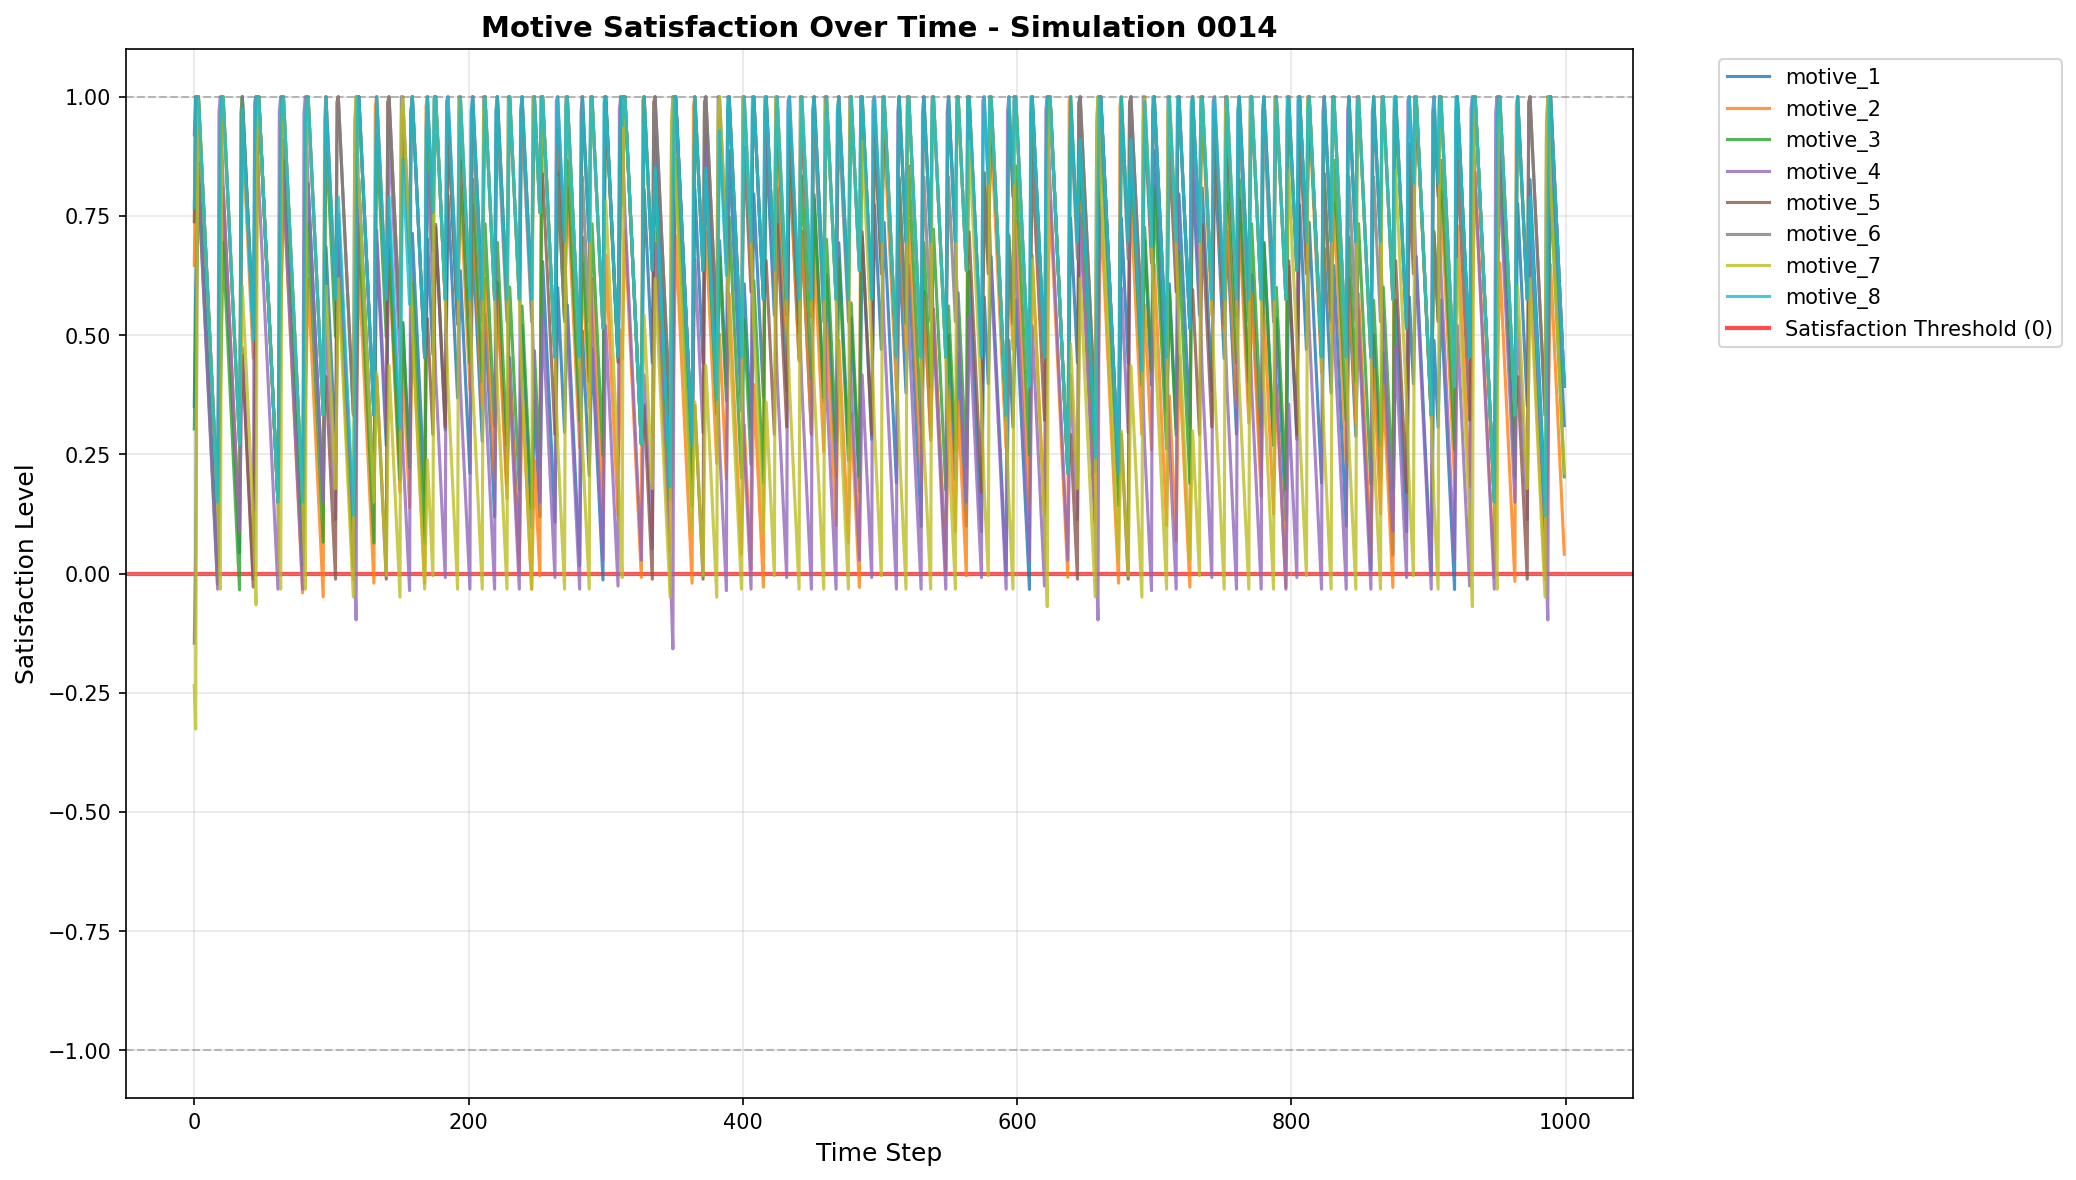 Motive Satisfaction Over Time - Simulation 0014
1.00
0.75
0.50
0.25
0.00
−0.25
−0.50
−0.75
−1.00
Satisfaction Level
0
200
400
600
800
1000
Time Step
motive_1
motive_2
motive_3
motive_4
motive_5
motive_6
motive_7
motive_8
Satisfaction Threshold (0)